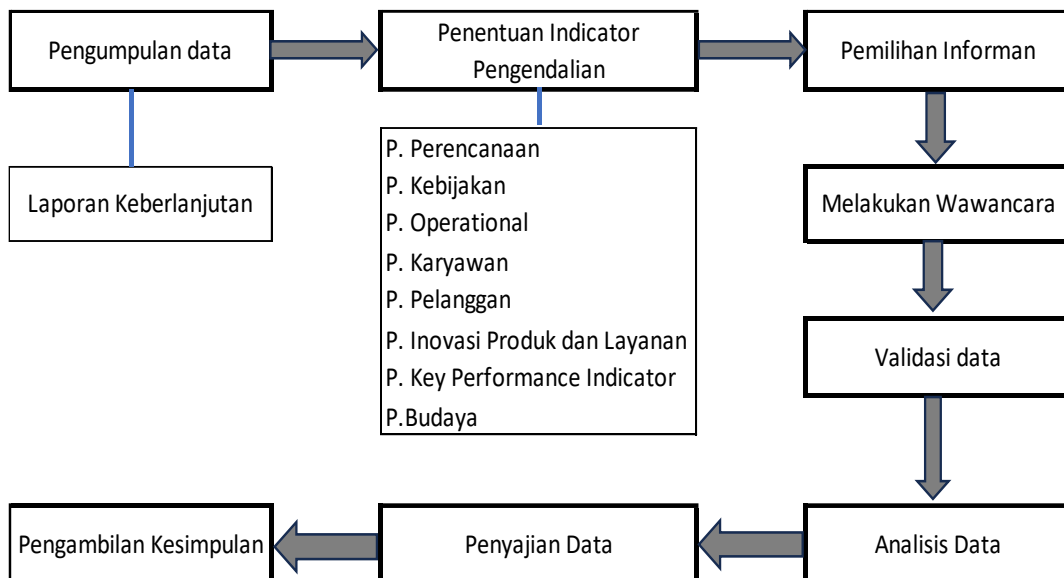 Pengumpulan data
Penentuan Indicator
Pengendalian
Pemilihan Informan
Laporan Keberlanjutan
P. Perencanaan
P. Kebijakan
P. Operational
P. Karyawan
P. Pelanggan
P. Inovasi Produk dan Layanan
P. Key Performance Indicator
P.Budaya
Melakukan Wawancara
Validasi data
Analisis Data
Penyajian Data
Pengambilan Kesimpulan